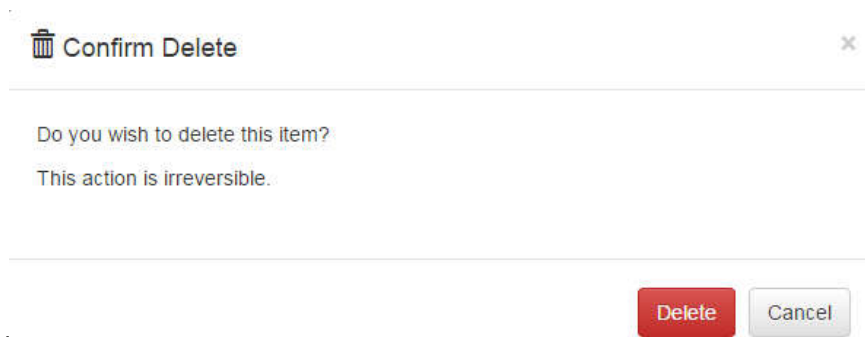 Confirm Delete
Do you wish to delete this item?
This action is irreversible.
Delete Cancel